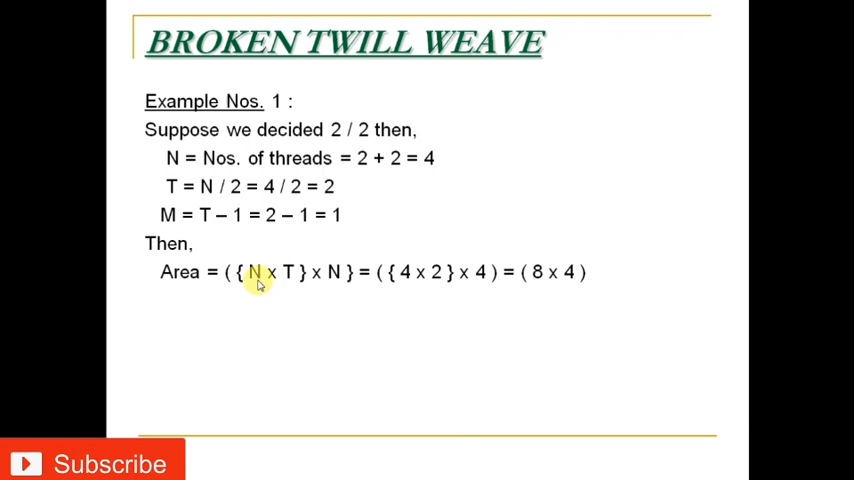 BROKEN TWILL WEAVE
Example Nos. 1 :
Suppose we decided 2 / 2 then,
N = Nos. of threads = 2 + 2 = 4
T = N / 2 = 4 / 2 = 2
M = T – 1 = 2 – 1 = 1
Then,
Area = ( { N x T } x N } = ( { 4 x 2 } x 4 ) = ( 8 x 4 )
Subscribe